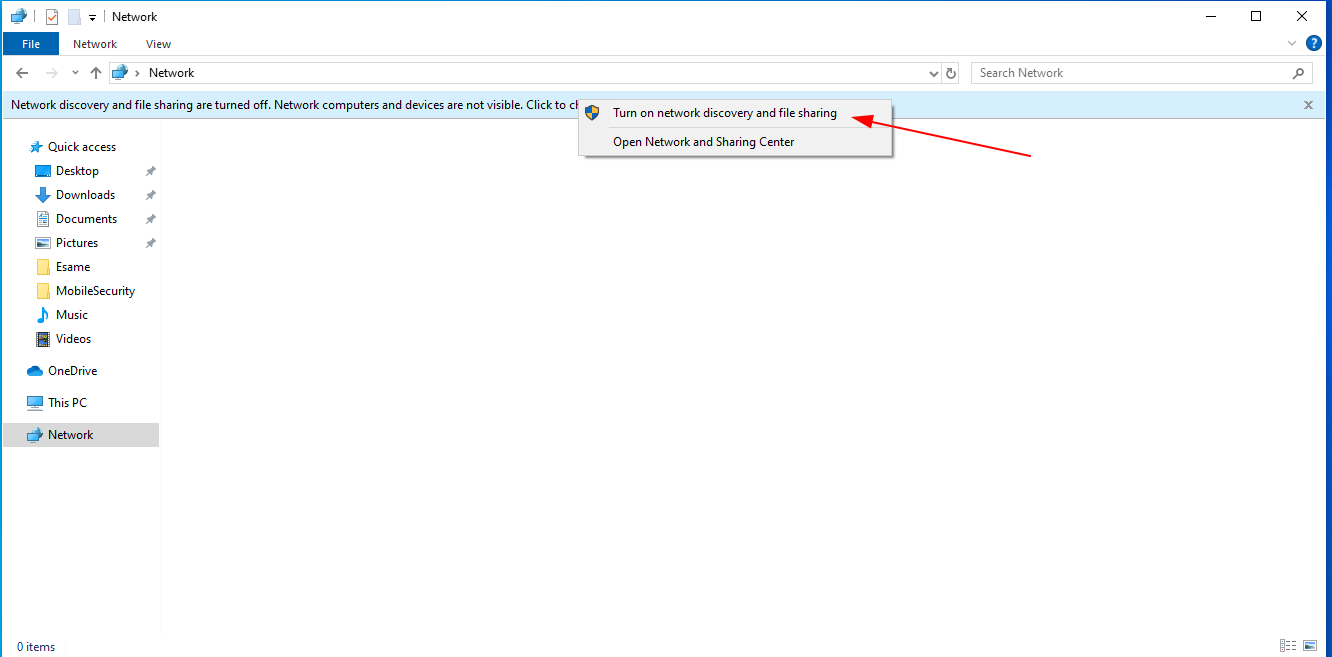 Network
File
Network
View
?
Network
Search Network
Network discovery and file sharing are turned off. Network computers and devices are not visible. Click to ch
Turn on network discovery and file sharing
Open Network and Sharing Center
Quick access
Desktop
Downloads
Documents
Pictures
Esame
MobileSecurity
Music
Videos
OneDrive
This PC
Network
0 items